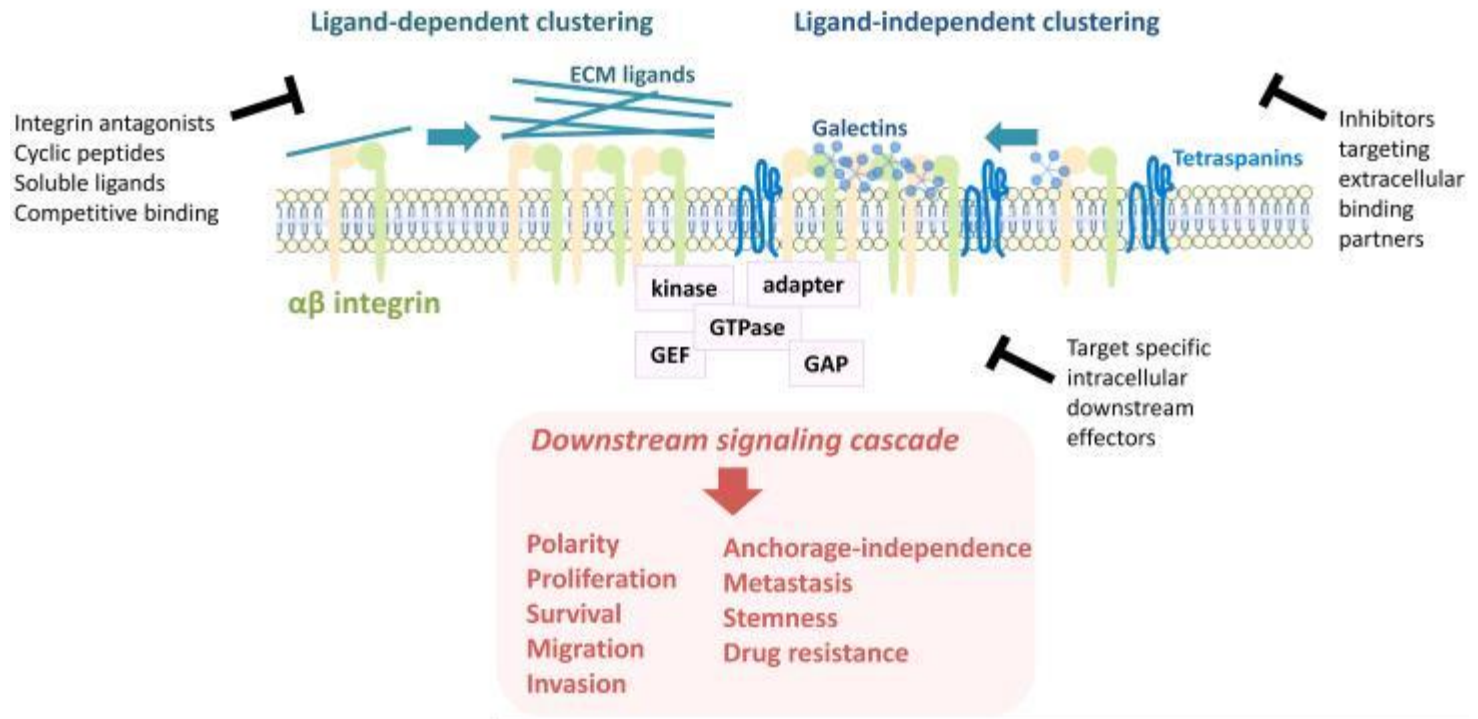 Ligand-dependent clustering
Ligand-independent clustering
ECM ligands
Integrin antagonists
Cyclic peptides
Soluble ligands
Competitive binding
Galectins
Tetraspanins
Inhibitors
targeting
extracellular
binding
partners
αβ integrin
kinase
adapter
GTPase
GEF
GAP
Target specific
intracellular
downstream
effectors
Downstream signaling cascade
Polarity
Proliferation
Survival
Migration
Invasion
Anchorage-independence
Metastasis
Stemness
Drug resistance